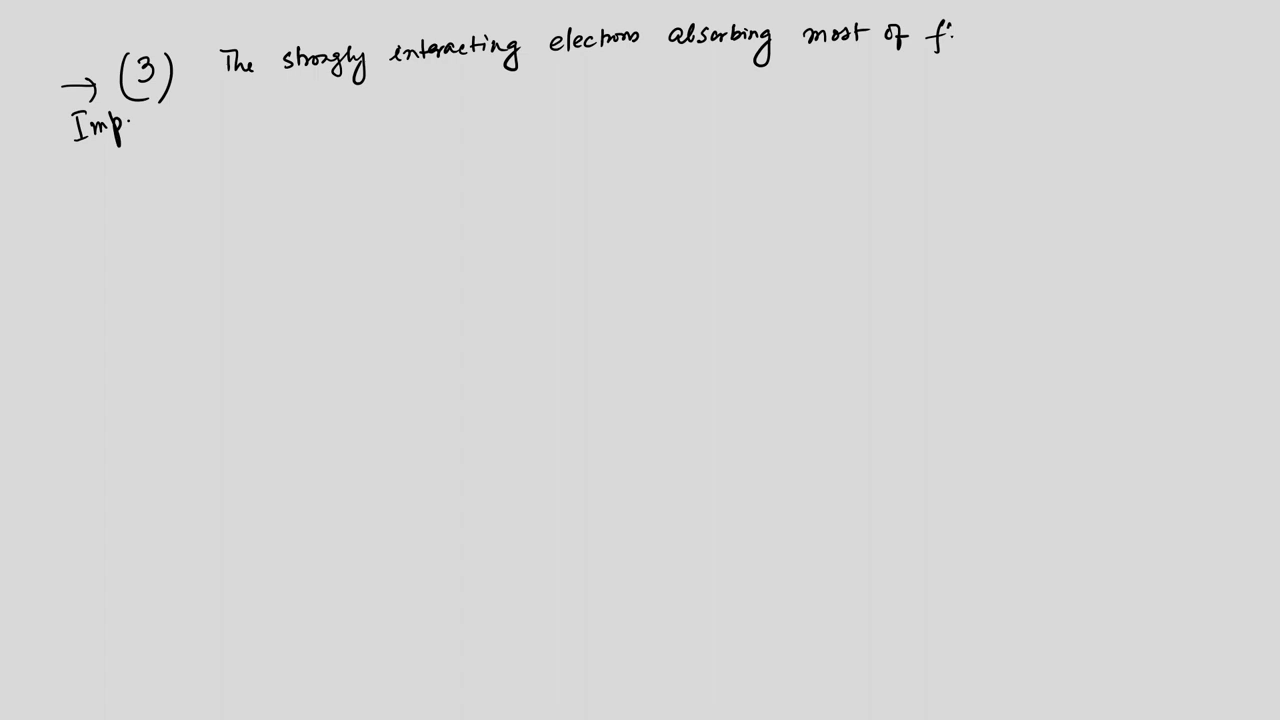 → (3) The strongly interacting electrons absorbing most of
Imp.